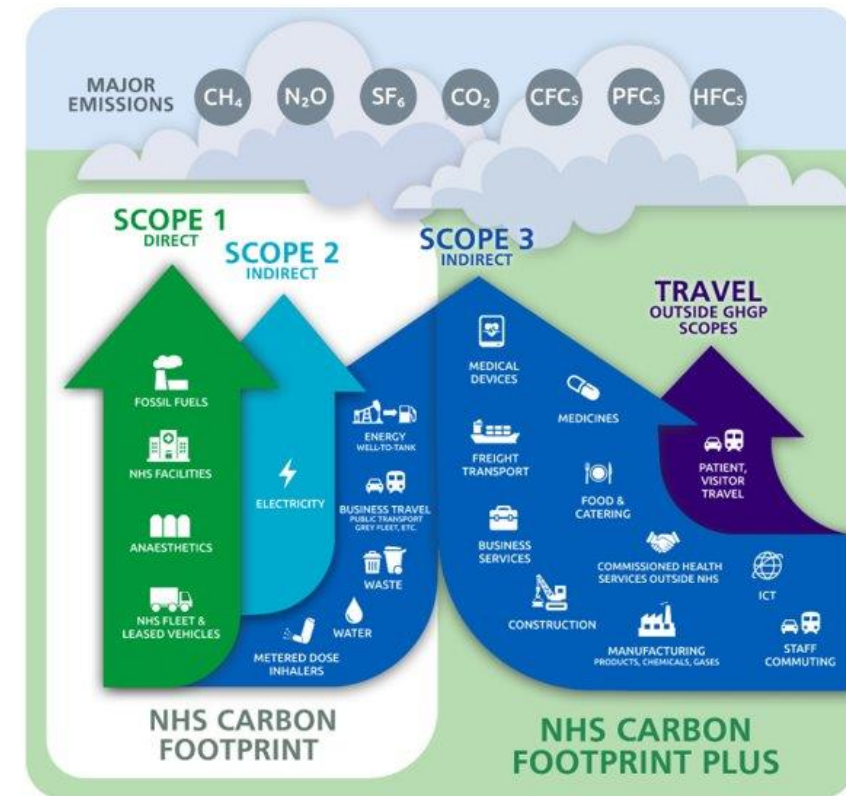 MAJOR
EMISSIONS
CH₄
N₂O
SF₆
CO₂
CFCs
PFCs
HFCs
SCOPE 1
DIRECT
SCOPE 2
INDIRECT
SCOPE 3
INDIRECT
TRAVEL
OUTSIDE GHGP
SCOPES
FOSSIL FUELS
NHS FACILITIES
ANAESTHETICS
NHS FLEET &
LEASED VEHICLES
ELECTRICITY
ENERGY
WELL-TO-TANK
BUSINESS TRAVEL
PUBLIC TRANSPORT
GREY FLEET, ETC.
WASTE
WATER
METERED DOSE
INHALERS
MEDICAL
DEVICES
MEDICINES
FREIGHT
TRANSPORT
FOOD &
CATERING
BUSINESS
SERVICES
COMMISSIONED HEALTH
SERVICES OUTSIDE NHS
CONSTRUCTION
MANUFACTURING
PRODUCTS, CHEMICALS, GASES
ICT
STAFF
COMMUTING
PATIENT,
VISITOR
TRAVEL
NHS CARBON
FOOTPRINT
NHS CARBON
FOOTPRINT PLUS